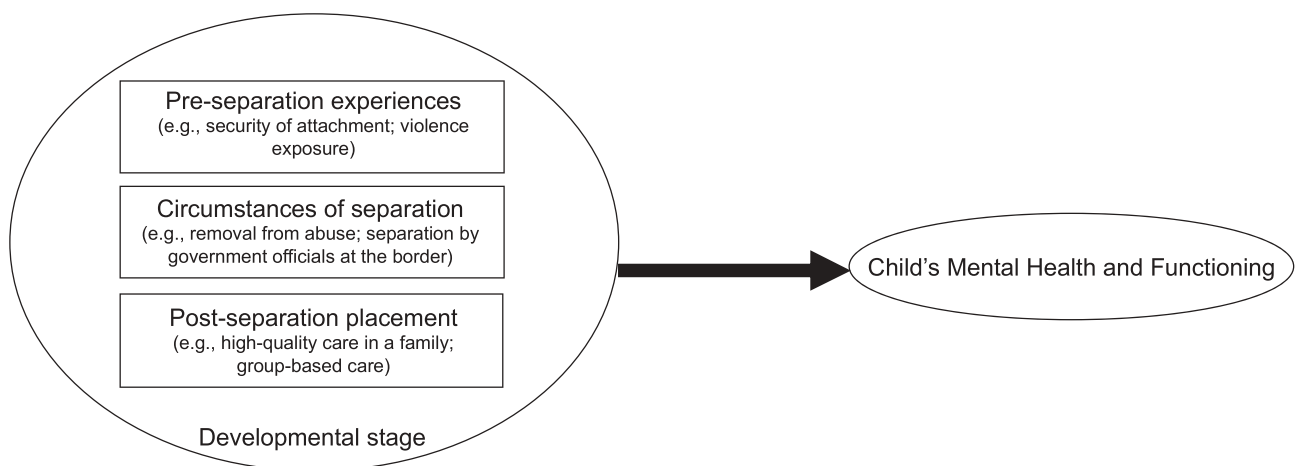 Pre-separation experiences
(e.g., security of attachment; violence
exposure)
Circumstances of separation
(e.g., removal from abuse; separation by
government officials at the border)
Post-separation placement
(e.g., high-quality care in a family;
group-based care)
Developmental stage
Child’s Mental Health and Functioning